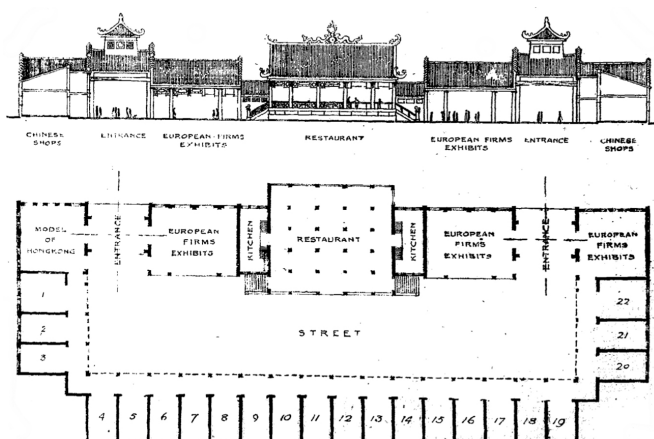 CHINESE
SHOPS
ENTRANCE
EUROPEAN-FIRMS
EXHIBITS
RESTAURANT
EUROPEAN FIRMS
EXHIBITS
ENTRANCE
CHINESE
SHOPS
MODEL
OF
HONGKONG
ENTRANCE
EUROPEAN
FIRMS
EXHIBITS
KITCHEN
RESTAURANT
KITCHEN
EUROPEAN
FIRMS
EXHIBITS
ENTRANCE
EUROPEAN
FIRMS
EXHIBITS
1
2
3
STREET
22
21
20
4 5 6 7 8 9 10 11 12 13 14 15 16 17 18 19